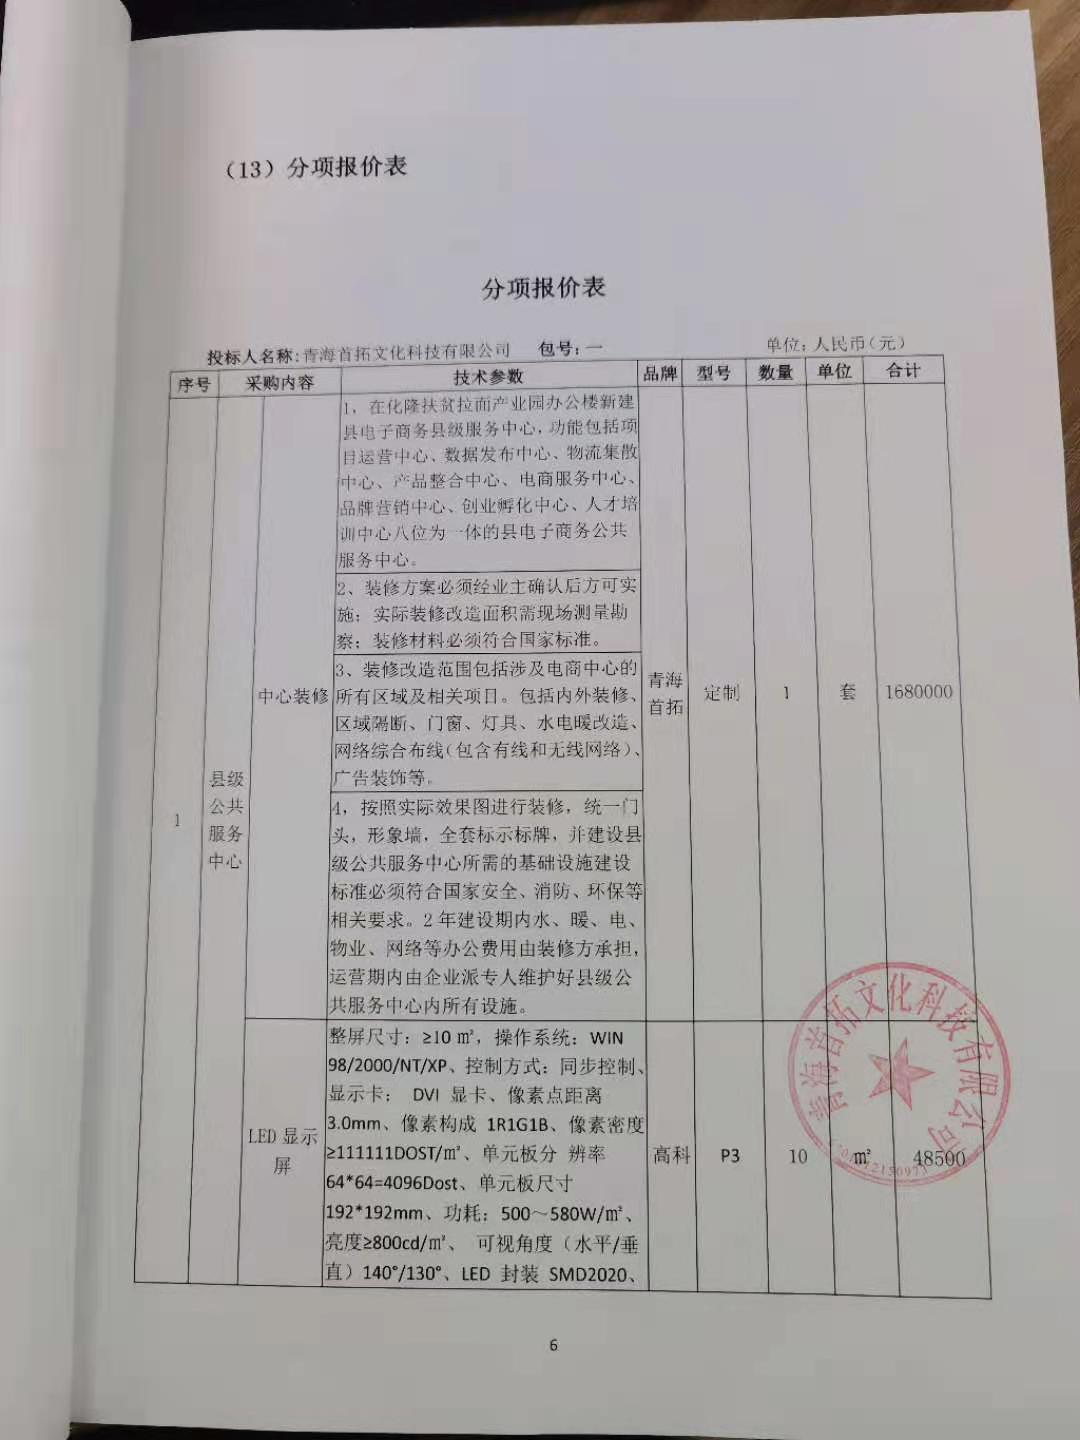 （13）分项报价表
分项报价表
投标人名称:青海首拓文化科技有限公司 包号:一 单位:人民币(元)
序号 采购内容 技术参数 品牌 型号 数量 单位 合计
1、在化隆扶贫拉面产业园办公楼新建
县电子商务县级服务中心,功能包括项
目运营中心、数据发布中心、物流集散
中心、产品整合中心、电商服务中心、
品牌营销中心、创业孵化中心、人才培
训中心八位为一体的县电子商务公共
服务中心。
2、装修方案必须经业主确认后方可实
施; 实际装修改造面积需现场测量勘
察; 装修材料必须符合国家标准。
3、装修改造范围包括涉及电商中心的
中心装修 所有区域及相关项目。包括内外装修、 青海首拓 定制 1 套 1680000
区域隔断、门窗、灯具、水电暖改造、
网络综合布线(包含有线和无线网络)、
广告装饰等。
1 县级公共服务中心
4, 按照实际效果图进行装修, 统一门
头, 形象墙, 全套标示标牌, 并建设县
级公共服务中心所需的基础设施建设
标准必须符合国家安全、消防、环保等
相关要求。2 年建设期内水、暖、电、
物业、网络等办公费用由装修方承担,
运营期内由企业派专人维护好县级公
共服务中心内所有设施。
整屏尺寸: ≥10 ㎡, 操作系统: WIN
98/2000/NT/XP、控制方式: 同步控制、
显示卡: DVI 显卡、像素点距离
3.0mm、像素构成 1R1G1B、像素密度
LED 显示屏 ≥111111DOST/㎡、单元板分 辨率 高科 P3 10 ㎡ 48500
64*64=4096Dost、单元板尺寸
192*192mm、功耗: 500～580W/㎡、
亮度≥800cd/㎡、 可视角度（水平/垂
直）140°/130°、LED 封装 SMD2020、
青海首拓文化科技有限公司
6